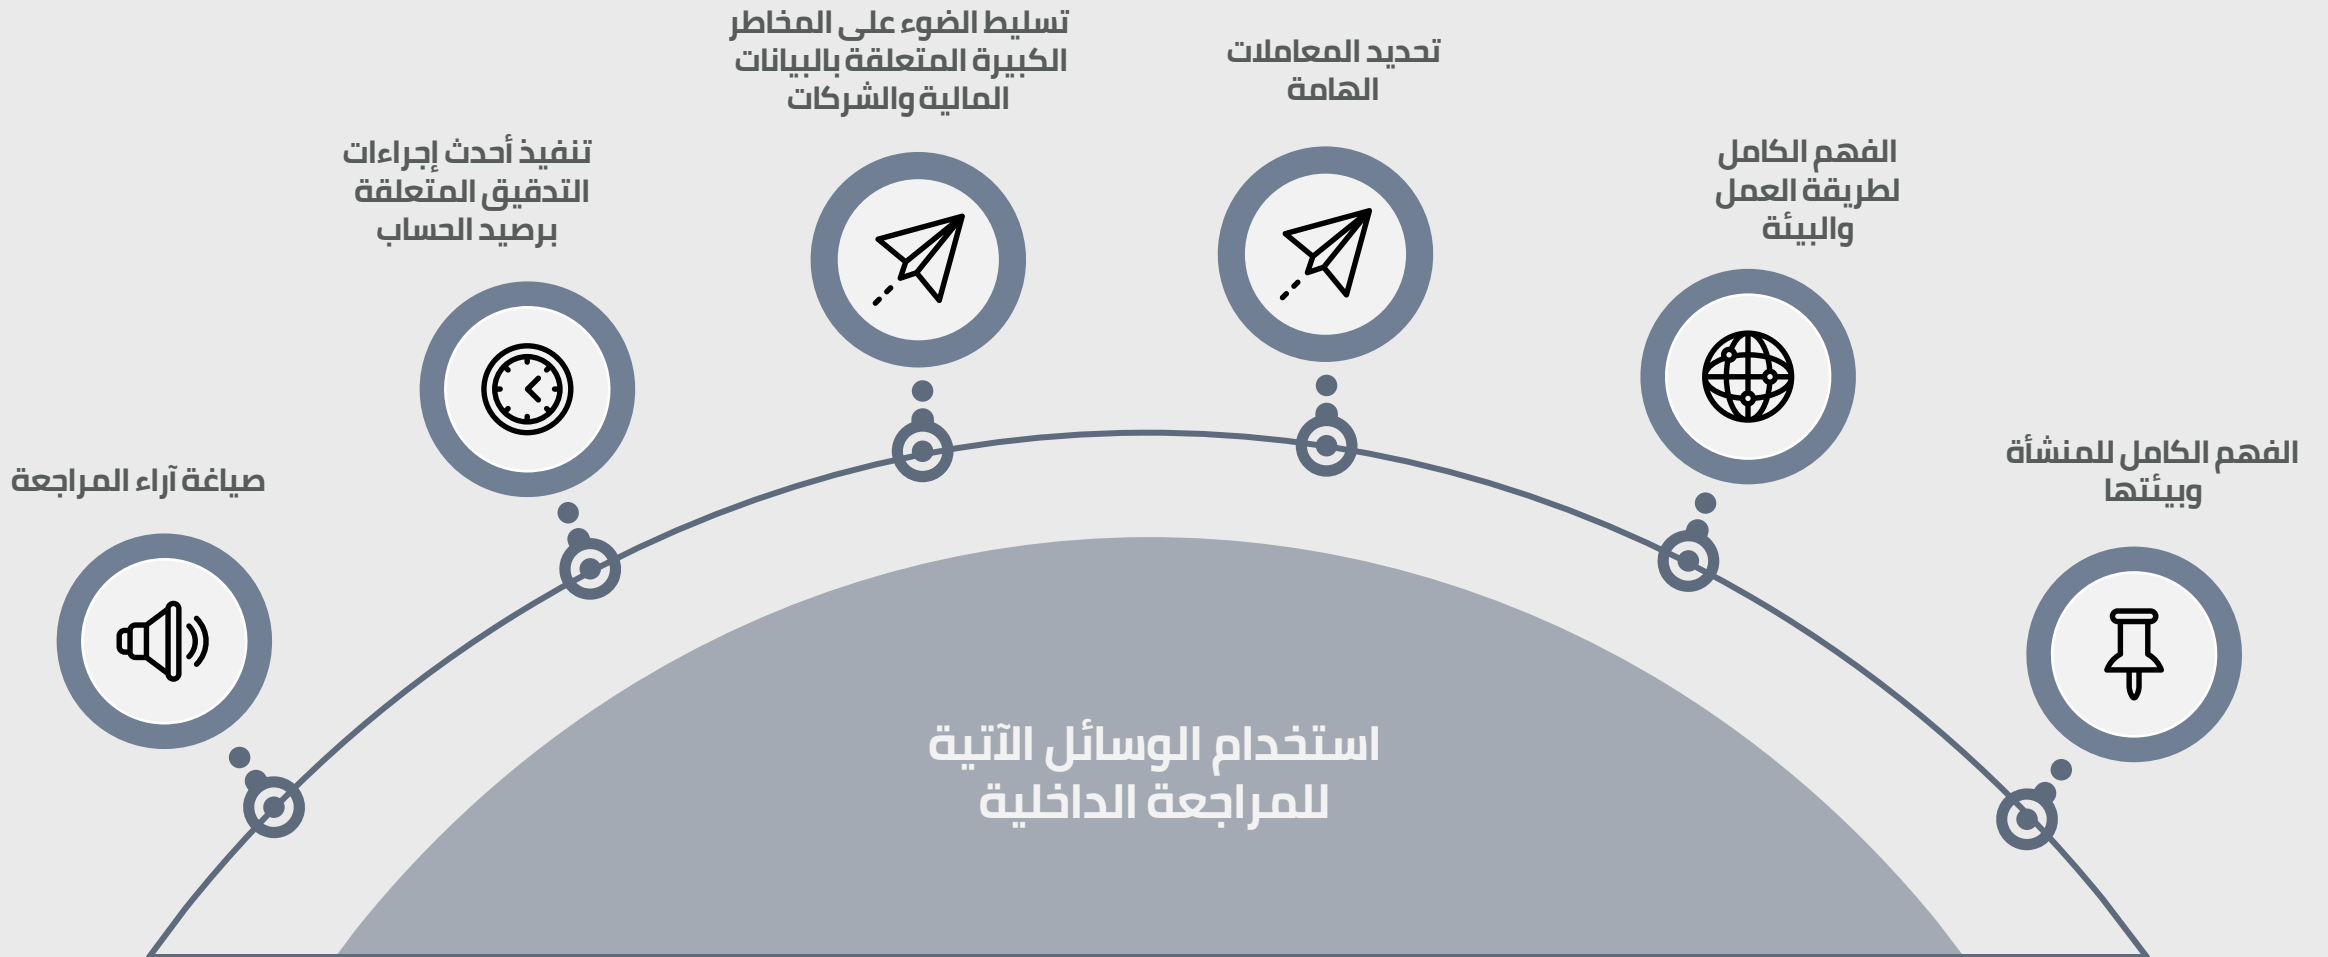 الفهم الكامل للمنشأة
وبيئتها
الفهم الكامل
لطريقة العمل
والبيئة
تحديد المعاملات
الهامة
تسليط الضوء على المخاطر
الكبيرة المتعلقة بالبيانات
المالية والشركات
تنفيذ أحدث إجراءات
التدقيق المتعلقة
برصيد الحساب
صياغة آراء المراجعة
استخدام الوسائل الآتية
للمراجعة الداخلية